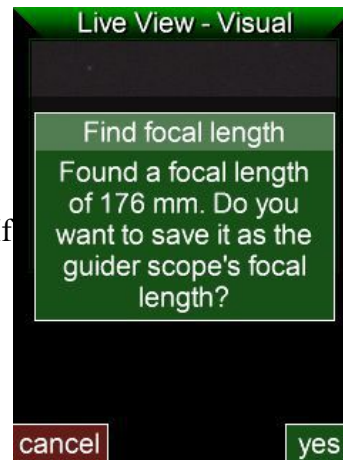 Live View - Visual
Find focal length
Found a focal length
of 176 mm. Do you
f
want to save it as the
guider scope's focal
length?
cancel
yes